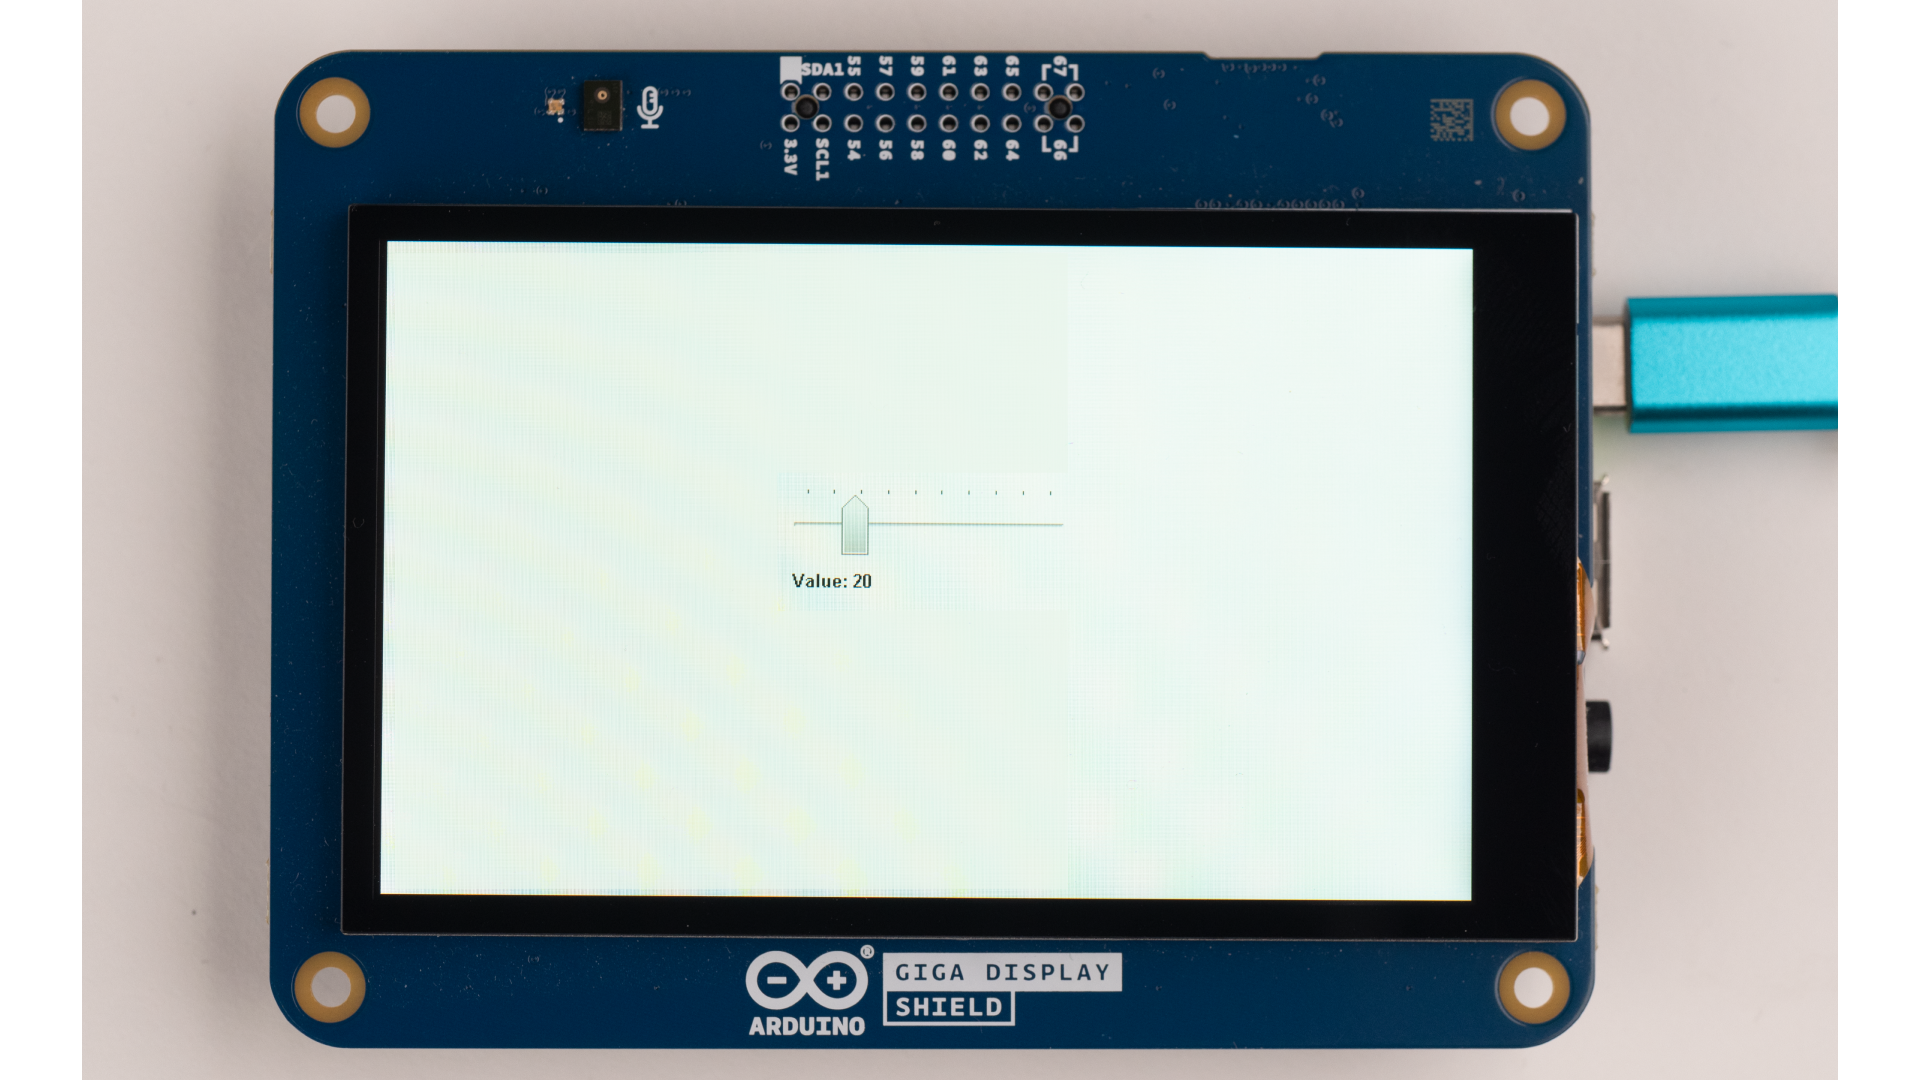 SDA1 55 57 59 61 63 65 67
3.3V SCL1 54 56 58 60 62 64 66
Value: 20
ARDUINO
®
GIGA DISPLAY
SHIELD